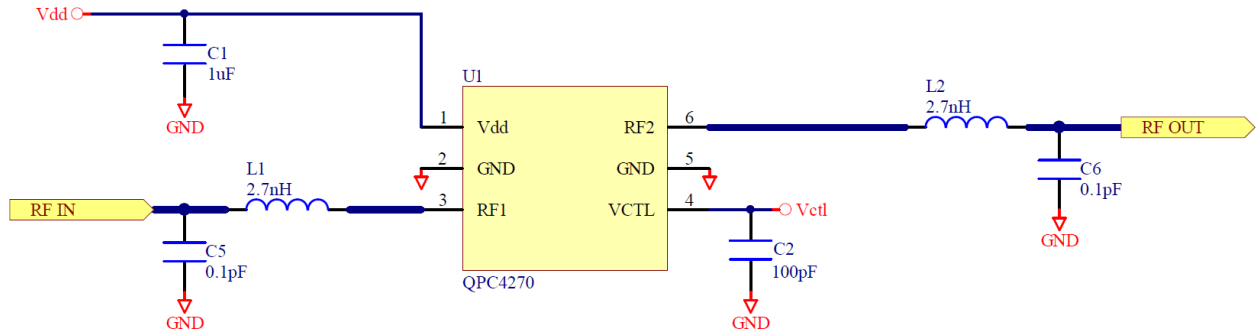 Vdd
C1
1uF
GND
U1
1
Vdd
RF2
6
L2
2.7nH
RF OUT
2
GND
GND
5
C6
0.1pF
L1
2.7nH
RF IN
3
RF1
VCTL
4
Vctl
C5
0.1pF
C2
100pF
GND
QPC4270
GND
GND